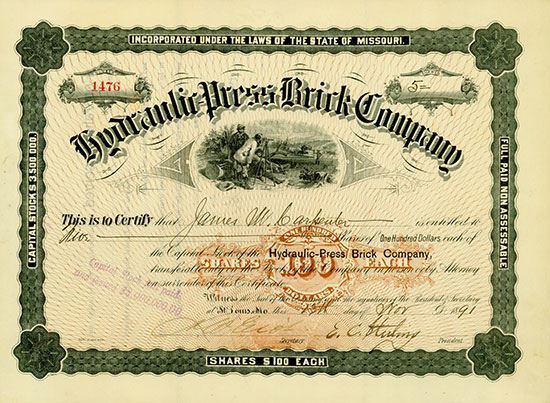 INCORPORATED UNDER THE LAWS OF THE STATE OF MISSOURI.
1476
5
Hydraulic-Press Brick Company
CAPITAL STOCK $ 3,500,000.
FULL PAID NON ASSESSABLE
This is to Certify that James M. Carpenter is entitled to
Five Shares of One Hundred Dollars each of
the Capital Stock of the Hydraulic-Press Brick Company,
SHARES $100 EACH
transferable on the Books of the Company in person or by Attorney
on surrender of this Certificate.
Witness the Seal of the Company and the signatures of the President & Secretary
at St. Louis, Mo. this day of Nov 1891
Capital Stock
Secretary
President
SHARES $100 EACH